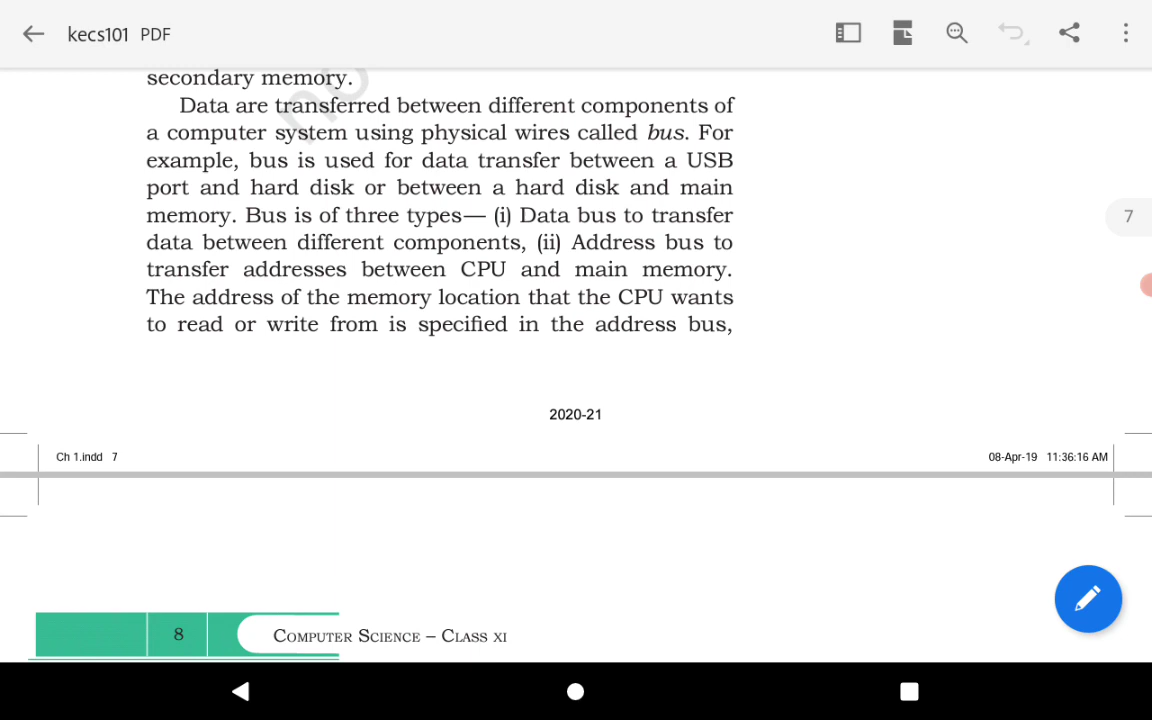 kecs101 PDF
secondary memory.
Data are transferred between different components of
a computer system using physical wires called bus. For
example, bus is used for data transfer between a USB
port and hard disk or between a hard disk and main
memory. Bus is of three types— (i) Data bus to transfer
data between different components, (ii) Address bus to
transfer addresses between CPU and main memory.
The address of the memory location that the CPU wants
to read or write from is specified in the address bus,
7
2020-21
Ch 1.indd 7
08-Apr-19 11:36:16 AM
8
Computer Science – Class xi